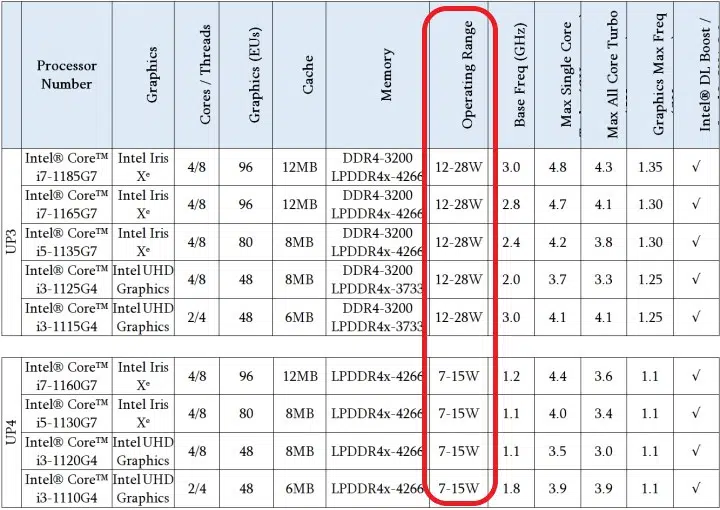 Processor Number Graphics Cores / Threads Graphics (EUs) Cache Memory Operating Range Base Freq (GHz) Max Single Core Max All Core Turbo Graphics Max Freq Intel® DL Boost /
UP3
Intel® Core™ i7-1185G7 Intel Iris Xᵉ 4/8 96 12MB DDR4-3200 LPDDR4x-4266 12-28W 3.0 4.8 4.3 1.35 √
Intel® Core™ i7-1165G7 Intel Iris Xᵉ 4/8 96 12MB DDR4-3200 LPDDR4x-4266 12-28W 2.8 4.7 4.1 1.30 √
Intel® Core™ i5-1135G7 Intel Iris Xᵉ 4/8 80 8MB DDR4-3200 LPDDR4x-4266 12-28W 2.4 4.2 3.8 1.30 √
Intel® Core™ i3-1125G4 Intel UHD Graphics 4/8 48 8MB DDR4-3200 LPDDR4x-3733 12-28W 2.0 3.7 3.3 1.25 √
Intel® Core™ i3-1115G4 Intel UHD Graphics 2/4 48 6MB DDR4-3200 LPDDR4x-3733 12-28W 3.0 4.1 4.1 1.25 √
UP4
Intel® Core™ i7-1160G7 Intel Iris Xᵉ 4/8 96 12MB LPDDR4x-4266 7-15W 1.2 4.4 3.6 1.1 √
Intel® Core™ i5-1130G7 Intel Iris Xᵉ 4/8 80 8MB LPDDR4x-4266 7-15W 1.1 4.0 3.4 1.1 √
Intel® Core™ i3-1120G4 Intel UHD Graphics 4/8 48 8MB LPDDR4x-4266 7-15W 1.1 3.5 3.0 1.1 √
Intel® Core™ i3-1110G4 Intel UHD Graphics 2/4 48 6MB LPDDR4x-4266 7-15W 1.8 3.9 3.9 1.1 √